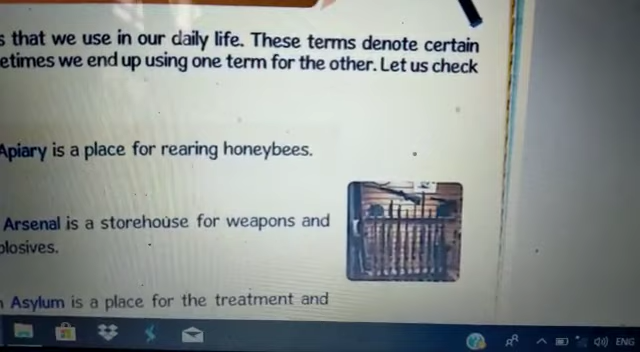 s that we use in our daily life. These terms denote certain
etimes we end up using one term for the other. Let us check
Apiary is a place for rearing honeybees.
Arsenal is a storehouse for weapons and
plosives.
n Asylum is a place for the treatment and
ENG